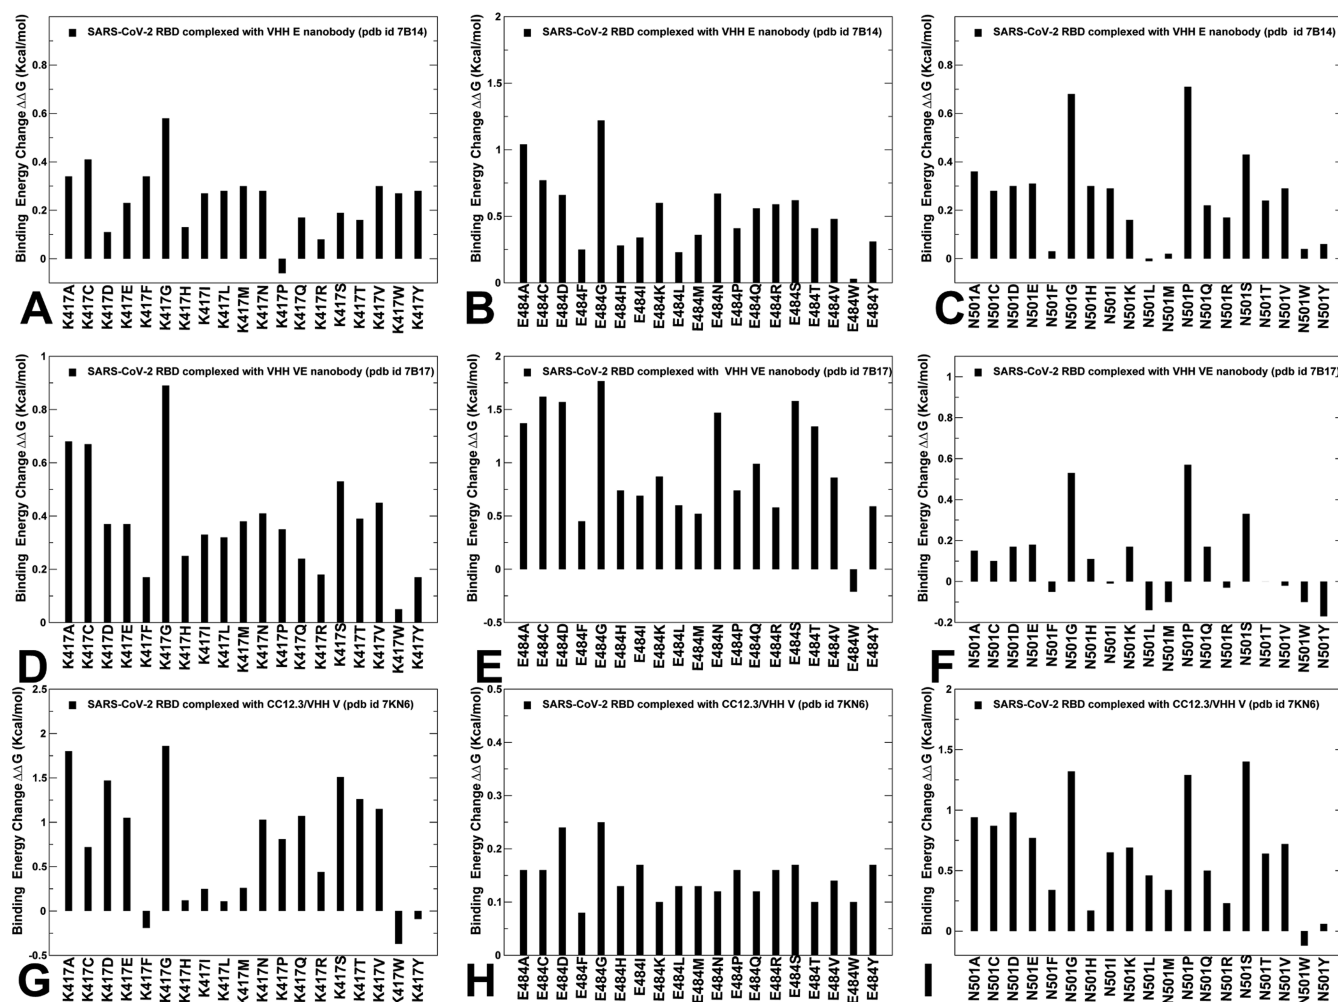 SARS-CoV-2 RBD complexed with VHH E nanobody (pdb id 7B14)
Binding Energy Change ΔΔG (Kcal/mol)
0.8
0.6
0.4
0.2
0
K417A K417C K417D K417E K417F K417G K417H K417I K417L K417M K417N K417P K417Q K417R K417S K417T K417V K417W K417Y
A
SARS-CoV-2 RBD complexed with VHH E nanobody (pdb id 7B14)
Binding Energy Change ΔΔG (Kcal/mol)
2
1.5
1
0.5
0
E484A E484C E484D E484F E484G E484H E484I E484K E484L E484M E484N E484P E484Q E484R E484S E484T E484V E484W E484Y
B
SARS-CoV-2 RBD complexed with VHH E nanobody (pdb id 7B14)
Binding Energy Change ΔΔG (Kcal/mol)
1
0.8
0.6
0.4
0.2
0
N501A N501C N501D N501E N501F N501G N501H N501I N501K N501L N501M N501P N501Q N501R N501S N501T N501V N501W N501Y
C
SARS-CoV-2 RBD complexed with VHH VE nanobody (pdb id 7B17)
Binding Energy Change ΔΔG (Kcal/mol)
1
0.8
0.6
0.4
0.2
0
K417A K417C K417D K417E K417F K417G K417H K417I K417L K417M K417N K417P K417Q K417R K417S K417T K417V K417W K417Y
D
SARS-CoV-2 RBD complexed with VHH VE nanobody (pdb id 7B17)
Binding Energy Change ΔΔG (Kcal/mol)
2
1.5
1
0.5
0
-0.5
E484A E484C E484D E484F E484G E484H E484I E484K E484L E484M E484N E484P E484Q E484R E484S E484T E484V E484W E484Y
E
SARS-CoV-2 RBD complexed with VHH VE nanobody (pdb id 7B17)
Binding Energy Change ΔΔG (Kcal/mol)
1
0.8
0.6
0.4
0.2
0
-0.2
N501A N501C N501D N501E N501F N501G N501H N501I N501K N501L N501M N501P N501Q N501R N501S N501T N501V N501W N501Y
F
SARS-CoV-2 RBD complexed with CC12.3/VHH V (pdb id 7KN6)
Binding Energy Change ΔΔG (Kcal/mol)
2.5
2
1.5
1
0.5
0
-0.5
K417A K417C K417D K417E K417F K417G K417H K417I K417L K417M K417N K417P K417Q K417R K417S K417T K417V K417W K417Y
G
SARS-CoV-2 RBD complexed with CC12.3/VHH V (pdb id 7KN6)
Binding Energy Change ΔΔG (Kcal/mol)
0.5
0.4
0.3
0.2
0.1
0
E484A E484C E484D E484F E484G E484H E484I E484K E484L E484M E484N E484P E484Q E484R E484S E484T E484V E484W E484Y
H
SARS-CoV-2 RBD complexed with CC12.3/VHH V (pdb id 7KN6)
Binding Energy Change ΔΔG (Kcal/mol)
2
1.5
1
0.5
0
N501A N501C N501D N501E N501F N501G N501H N501I N501K N501L N501M N501P N501Q N501R N501S N501T N501V N501W N501Y
I